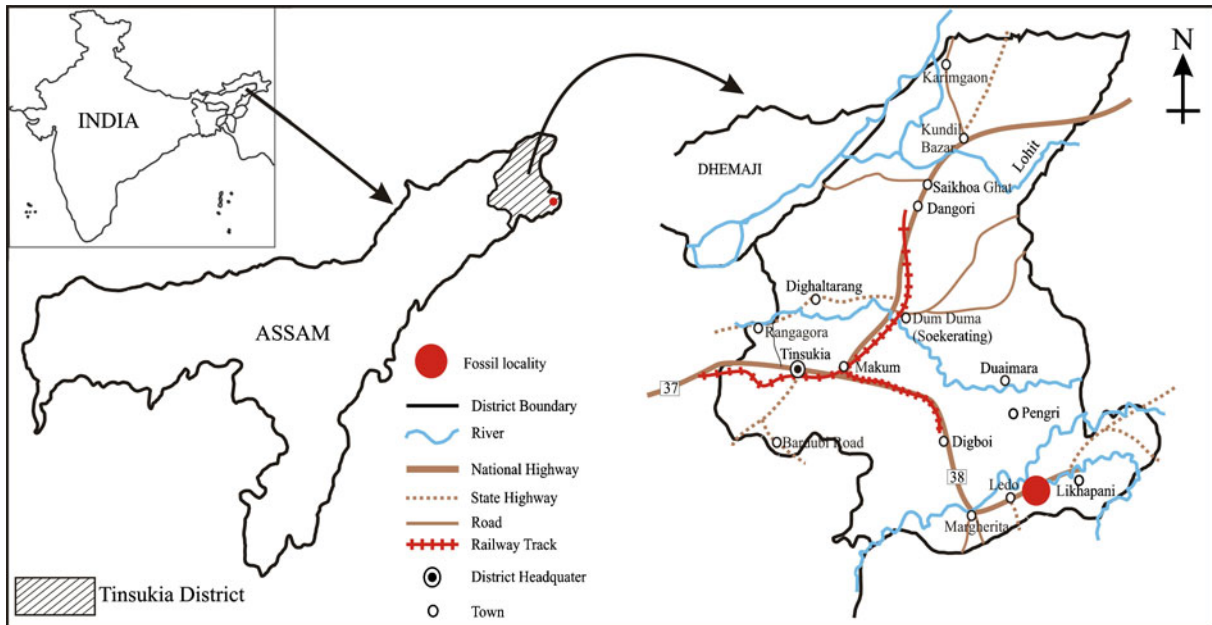 INDIA
ASSAM
Fossil locality
District Boundary
River
National Highway
State Highway
Road
Railway Track
District Headquater
Town
Tinsukia District
N
Karimgaon
Kundil
Bazar
Lohit
DHEMAJI
Saikhoa Ghat
Dangori
Dighaltarang
Rangagora
Dum Duma
(Soekerating)
Tinsukia
Makum
Duaimara
37
Pengri
Bardubi Road
Digboi
38
Ledo
Likhapani
Margherita